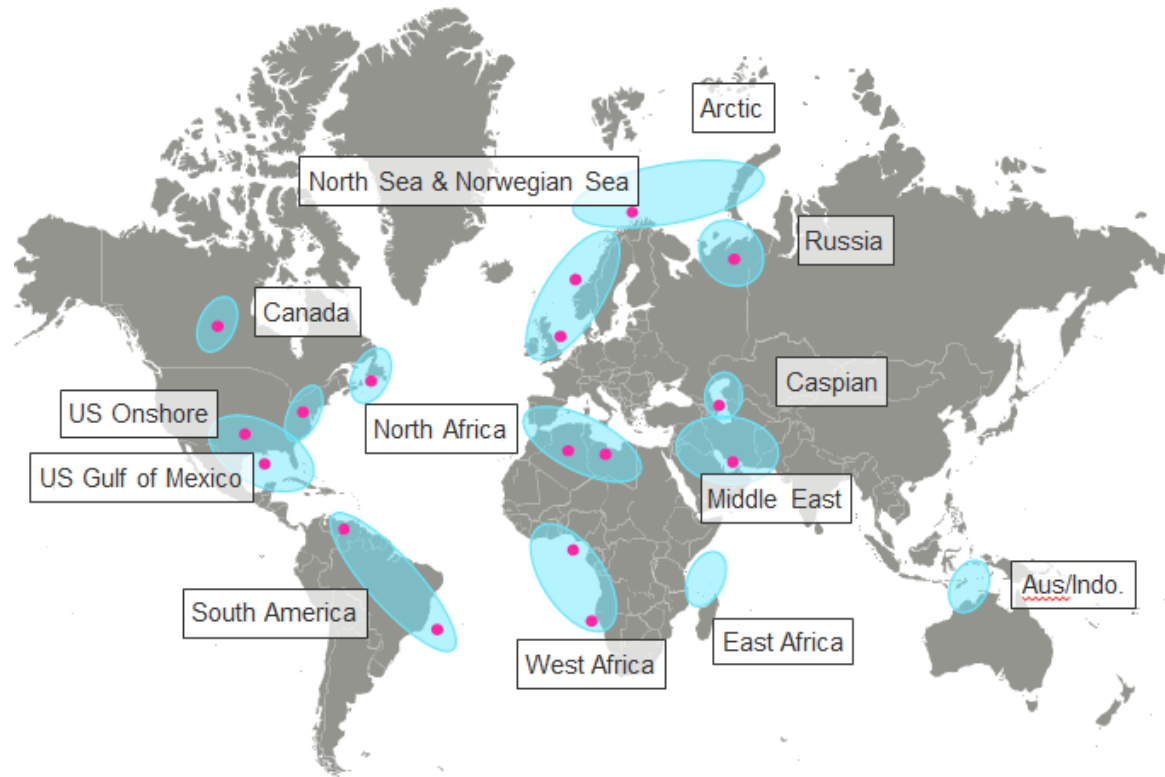 Arctic
North Sea & Norwegian Sea
Russia
Canada
Caspian
US Onshore
North Africa
US Gulf of Mexico
Middle East
Aus/Indo.
South America
East Africa
West Africa